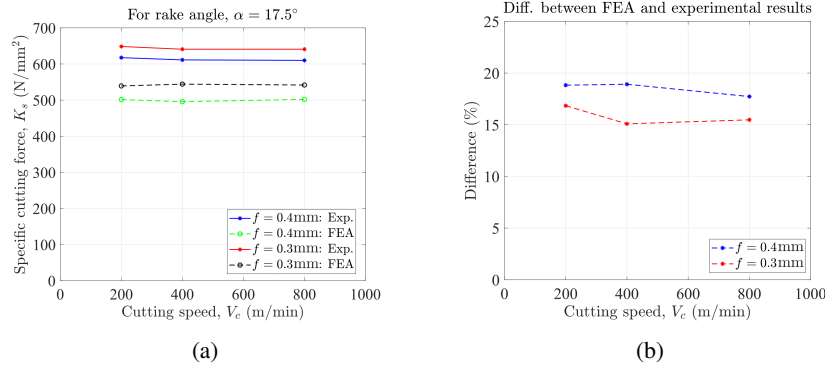 For rake angle, α = 17.5°
700
600
500
400
300
200
100
0
0 200 400 600 800 1000
Specific cutting force, K_s (N/mm²)
Cutting speed, V_c (m/min)
f = 0.4mm: Exp.
f = 0.4mm: FEA
f = 0.3mm: Exp.
f = 0.3mm: FEA
(a)
Diff. between FEA and experimental results
25
20
15
10
5
0
0 200 400 600 800 1000
Difference (%)
Cutting speed, V_c (m/min)
f = 0.4mm
f = 0.3mm
(b)